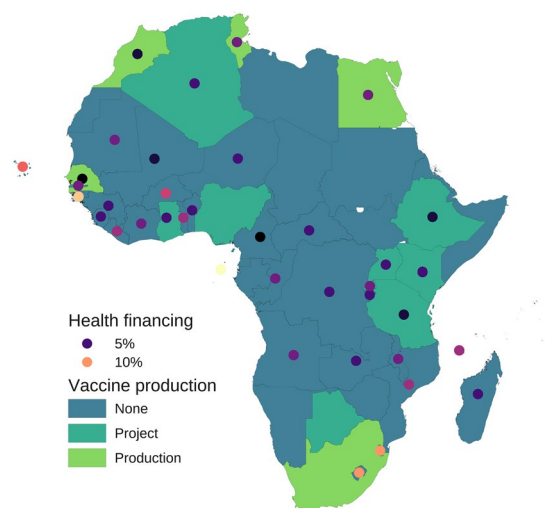 Health financing
5%
10%
Vaccine production
None
Project
Production